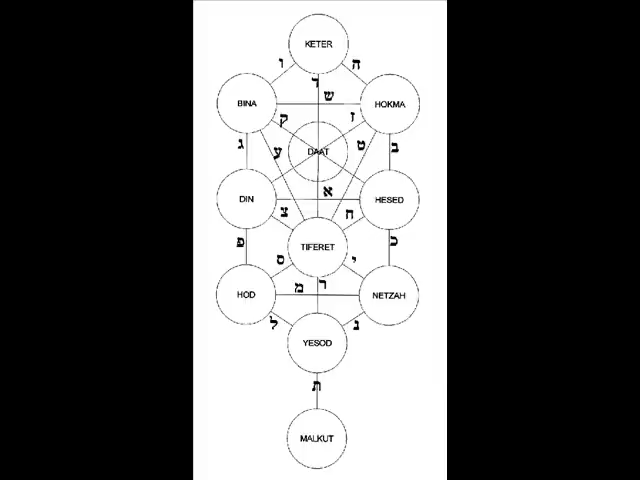 KETER
ו ה
ר
ש
BINA HOKMA
ק ז
ג ע DAAT ט ב
א
DIN HESED
צ ח
פ TIFERET כ
ס י
מ ר
HOD NETZAH
ל נ
YESOD
ת
MALKUT